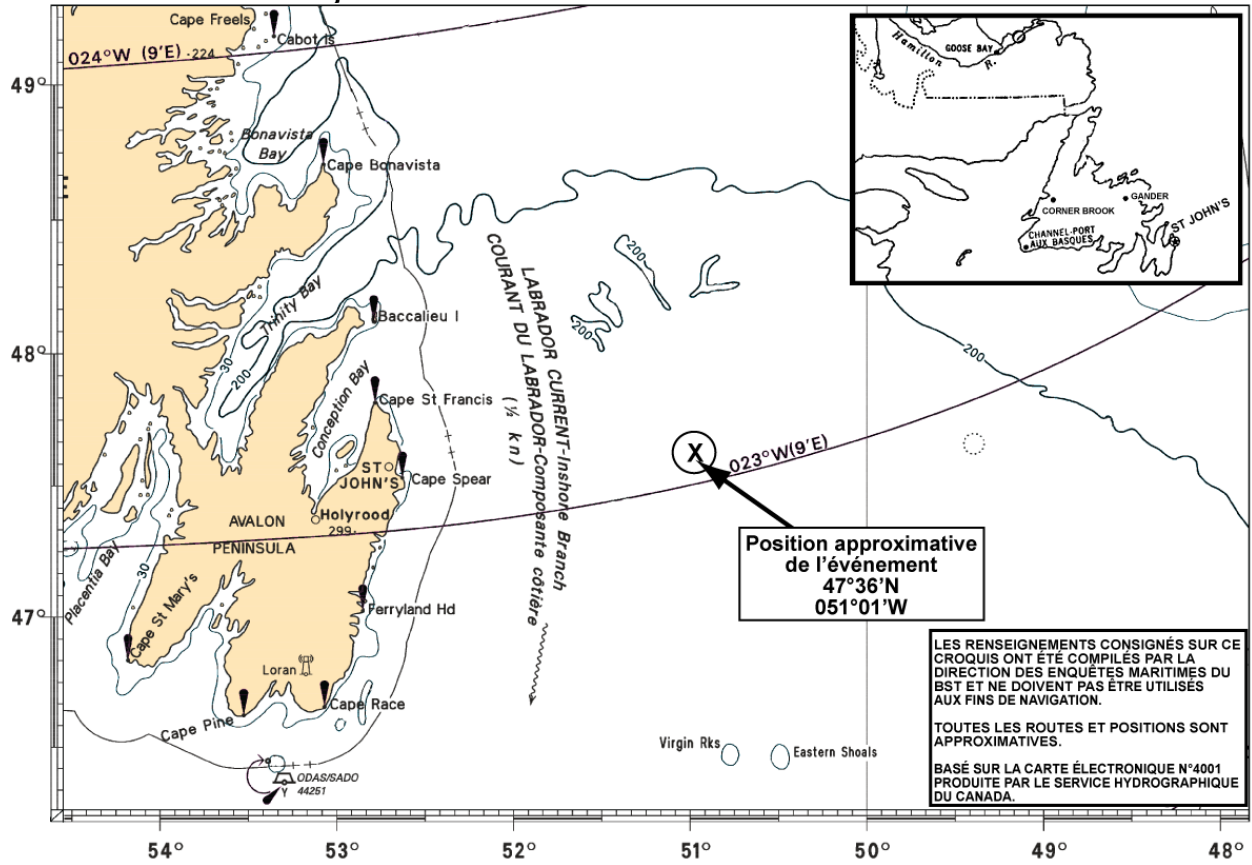 Cape Freels
Cabot Is
024°W (9'E)
224
49°
Bonavista
Bay
Cape Bonavista
Hamilton
R.
GOOSE BAY
CORNER BROOK
GANDER
CHANNEL-PORT
AUX BASQUES
ST JOHN'S
Trinity Bay
Baccalieu I
LABRADOR CURRENT-Inshone Branch
COURANT DU LABRADOR-Composante côtière
(½ kn)
200
200
200
48°
30
200
Conception Bay
Cape St Francis
ST
JOHN'S
Cape Spear
Holyrood
299
X
023°W(9'E)
AVALON
PENINSULA
Placentia Bay
30
Cape St Mary's
Position approximative
de l'événement
47°36'N
051°01'W
47°
Ferryland Hd
Loran
Cape Race
Cape Pine
Virgin Rks
Eastern Shoals
ODAS/SADO
44251
Y
LES RENSEIGNEMENTS CONSIGNÉS SUR CE
CROQUIS ONT ÉTÉ COMPILÉS PAR LA
DIRECTION DES ENQUÊTES MARITIMES DU
BST ET NE DOIVENT PAS ÊTRE UTILISÉS
AUX FINS DE NAVIGATION.
TOUTES LES ROUTES ET POSITIONS SONT
APPROXIMATIVES.
BASÉ SUR LA CARTE ÉLECTRONIQUE N°4001
PRODUITE PAR LE SERVICE HYDROGRAPHIQUE
DU CANADA.
54°
53°
52°
51°
50°
49°
48°